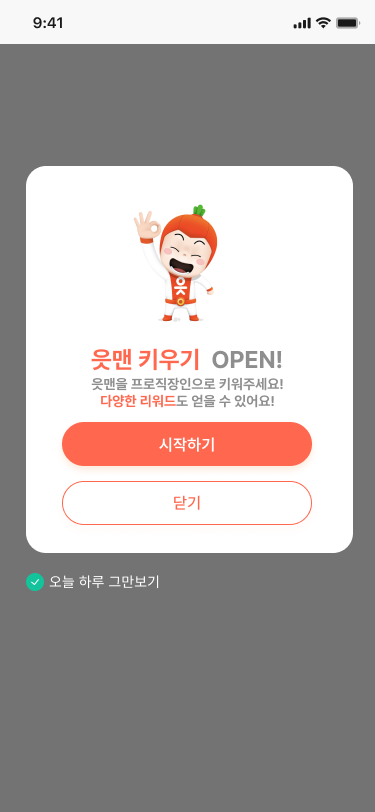 9:41
웃
웃맨 키우기 OPEN!
웃맨을 프로직장인으로 키워주세요!
다양한 리워드도 얻을 수 있어요!
시작하기
닫기
오늘 하루 그만보기